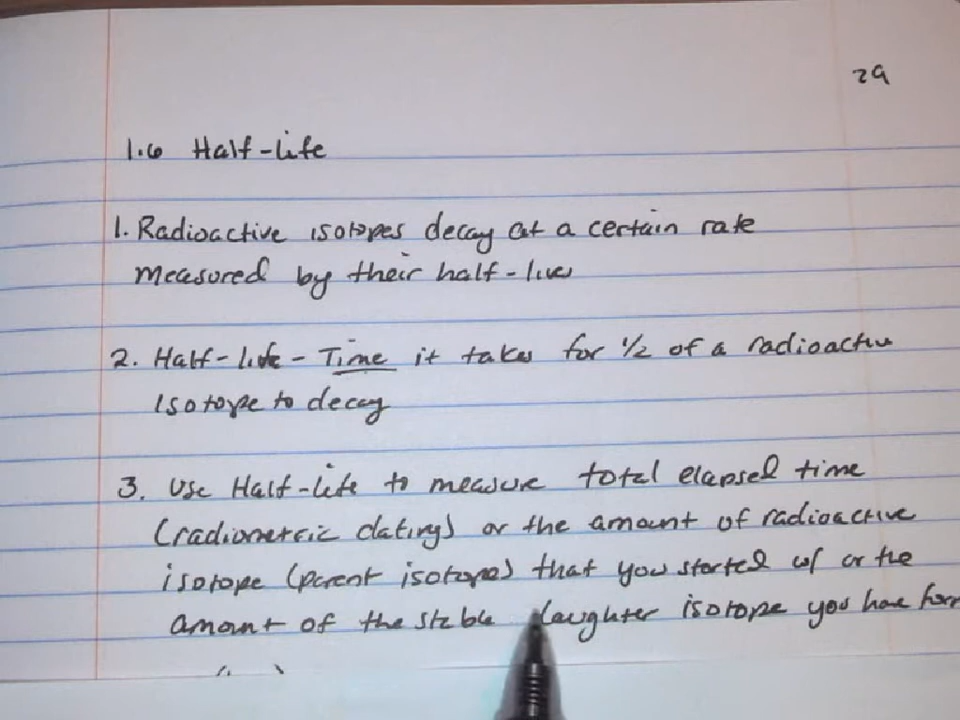 29
1.6 Half-life
1. Radioactive isotopes decay at a certain rate
measured by their half-lives
2. Half-life - Time it takes for 1/2 of a radioactive
isotope to decay
3. Use Half-life to measure total elapsed time
(radiometric dating) or the amount of radioactive
isotope (parent isotope) that you started w/ or the
amount of the stable daughter isotope you have